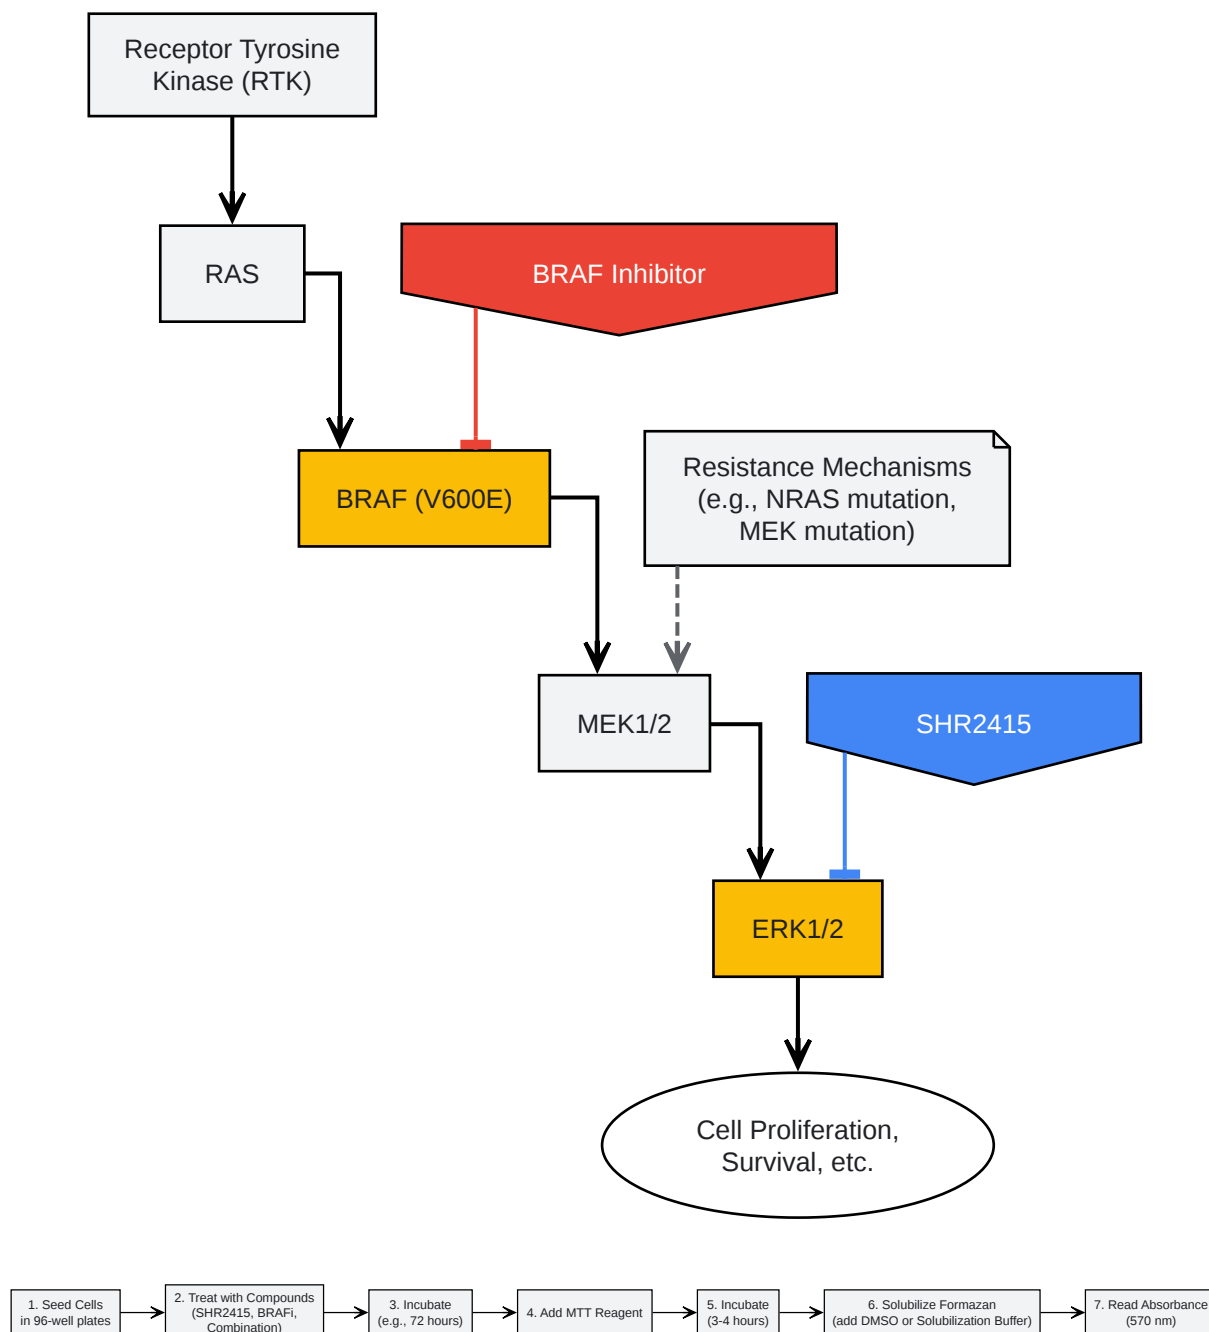 Receptor Tyrosine
Kinase (RTK)
RAS
BRAF Inhibitor
BRAF (V600E)
Resistance Mechanisms
(e.g., NRAS mutation,
MEK mutation)
MEK1/2
SHR2415
ERK1/2
Cell Proliferation,
Survival, etc.
1. Seed Cells
in 96-well plates
2. Treat with Compounds
(SHR2415, BRAFi,
Combination)
3. Incubate
(e.g., 72 hours)
4. Add MTT Reagent
5. Incubate
(3-4 hours)
6. Solubilize Formazan
(add DMSO or Solubilization Buffer)
7. Read Absorbance
(570 nm)